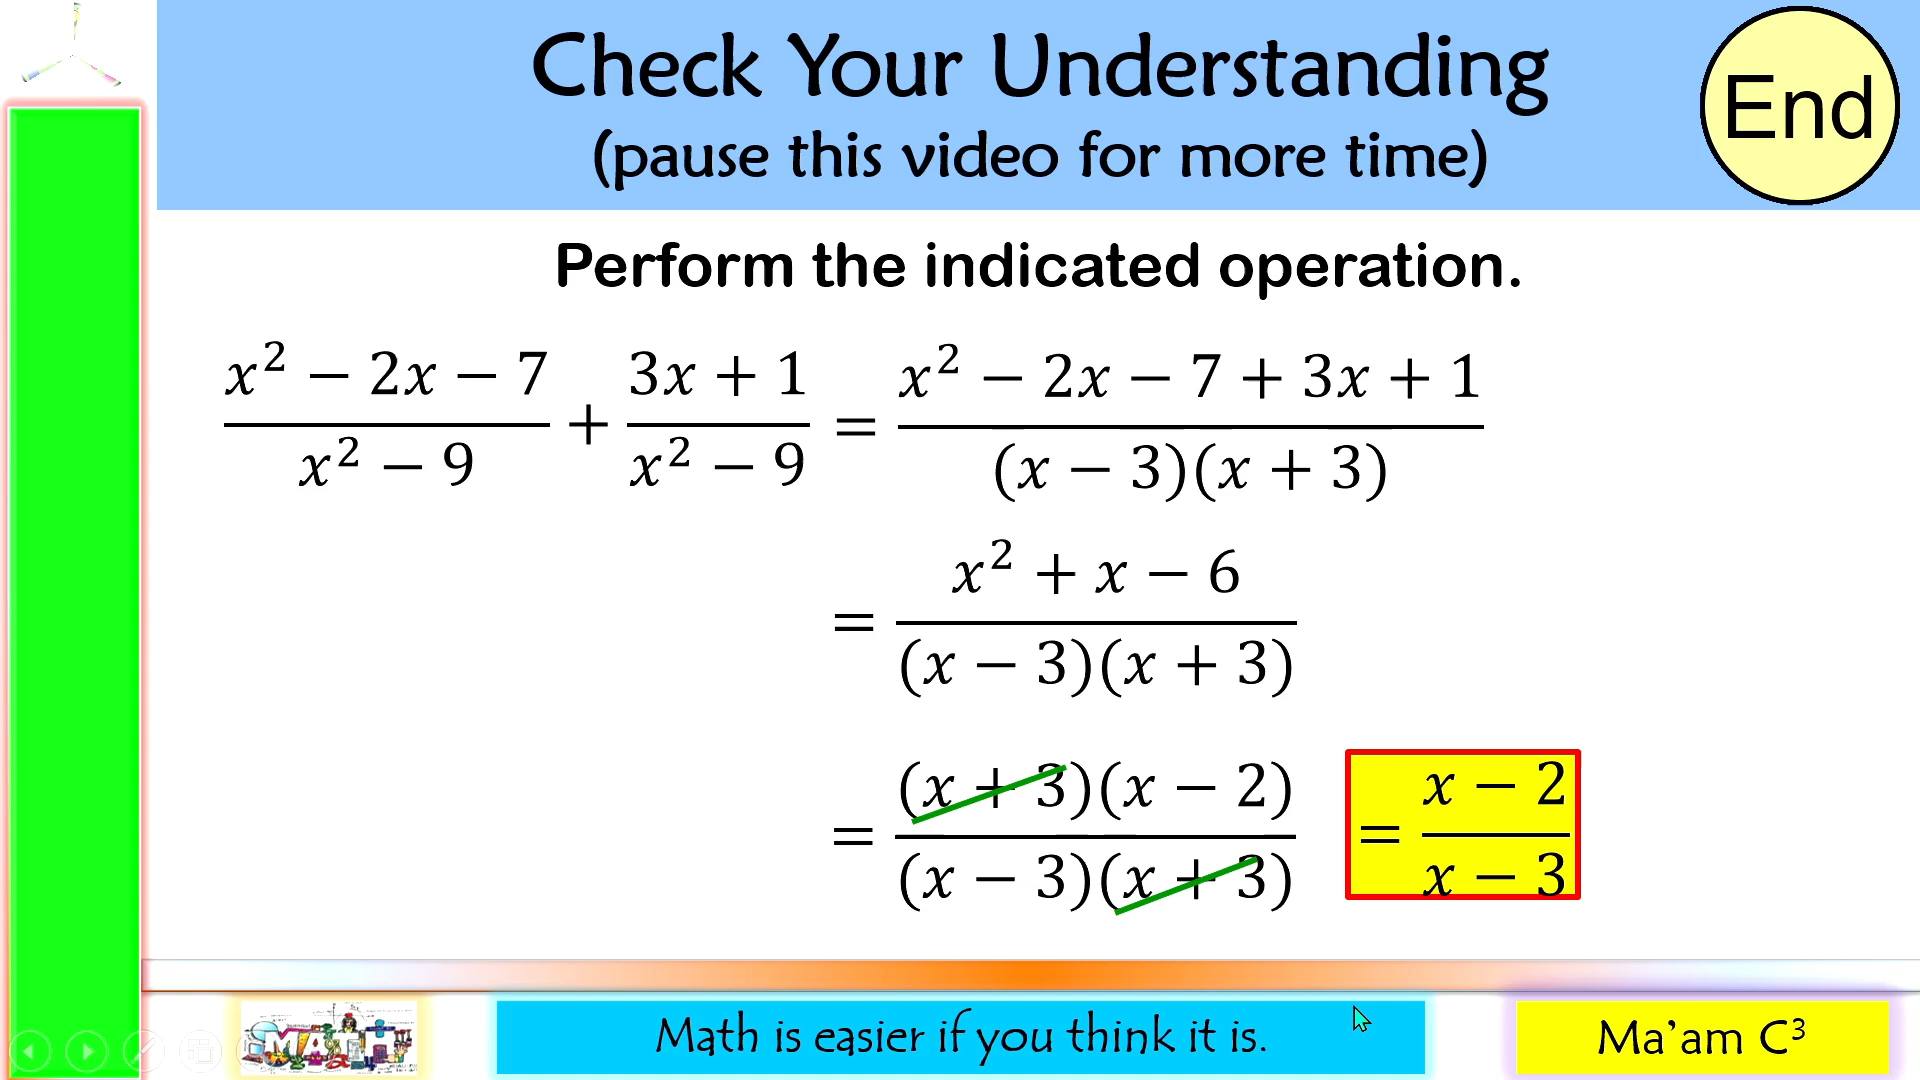 Check Your Understanding
End
(pause this video for more time)
Perform the indicated operation.
x² − 2x − 7 / x² − 9 + 3x + 1 / x² − 9 = x² − 2x − 7 + 3x + 1 / (x − 3)(x + 3)
= x² + x − 6 / (x − 3)(x + 3)
= (x + 3)(x − 2) / (x − 3)(x + 3) = x − 2 / x − 3
MATH
Math is easier if you think it is.
Ma'am C³